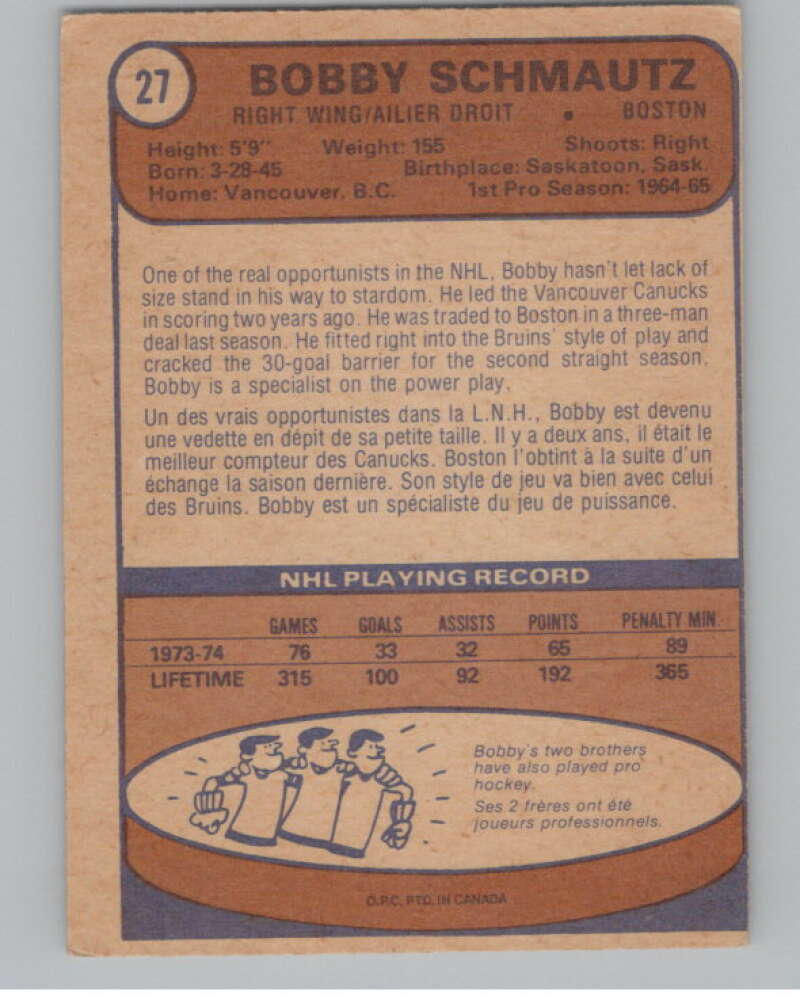 27
BOBBY SCHMAUTZ
RIGHT WING/AILIER DROIT • BOSTON
Height: 5'9" Weight: 155 Shoots: Right
Born: 3-28-45 Birthplace: Saskatoon, Sask.
Home: Vancouver, B.C. 1st Pro Season: 1964-65
One of the real opportunists in the NHL, Bobby hasn't let lack of
size stand in his way to stardom. He led the Vancouver Canucks
in scoring two years ago. He was traded to Boston in a three-man
deal last season. He fitted right into the Bruins' style of play and
cracked the 30-goal barrier for the second straight season.
Bobby is a specialist on the power play.
Un des vrais opportunistes dans la L.N.H., Bobby est devenu
une vedette en dépit de sa petite taille. Il y a deux ans, il était le
meilleur compteur des Canucks. Boston l'obtint à la suite d'un
échange la saison dernière. Son style de jeu va bien avec celui
des Bruins. Bobby est un spécialiste du jeu de puissance.
NHL PLAYING RECORD
GAMES GOALS ASSISTS POINTS PENALTY MIN.
1973-74 76 33 32 65 89
LIFETIME 315 100 92 192 365
Bobby's two brothers
have also played pro
hockey.
Ses 2 frères ont été
joueurs professionnels.
O.P.C. PTD. IN CANADA